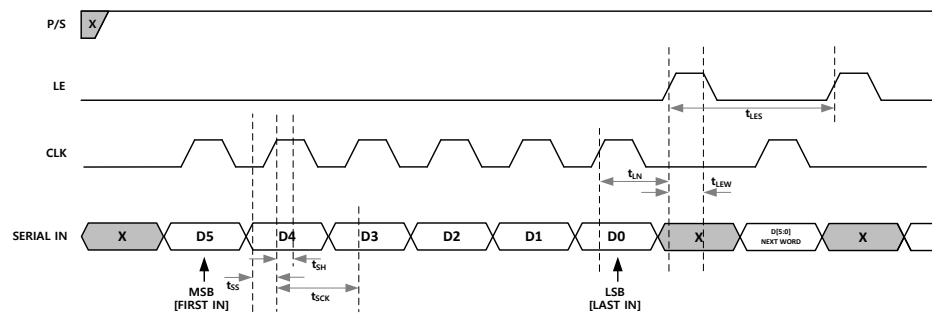 P/S
X
LE
tLES
CLK
tLN
tLEW
SERIAL IN
X
D5
D4
D3
D2
D1
D0
X
D[5:0]
NEXT WORD
X
tSH
tSS
tSCK
MSB
[FIRST IN]
LSB
[LAST IN]